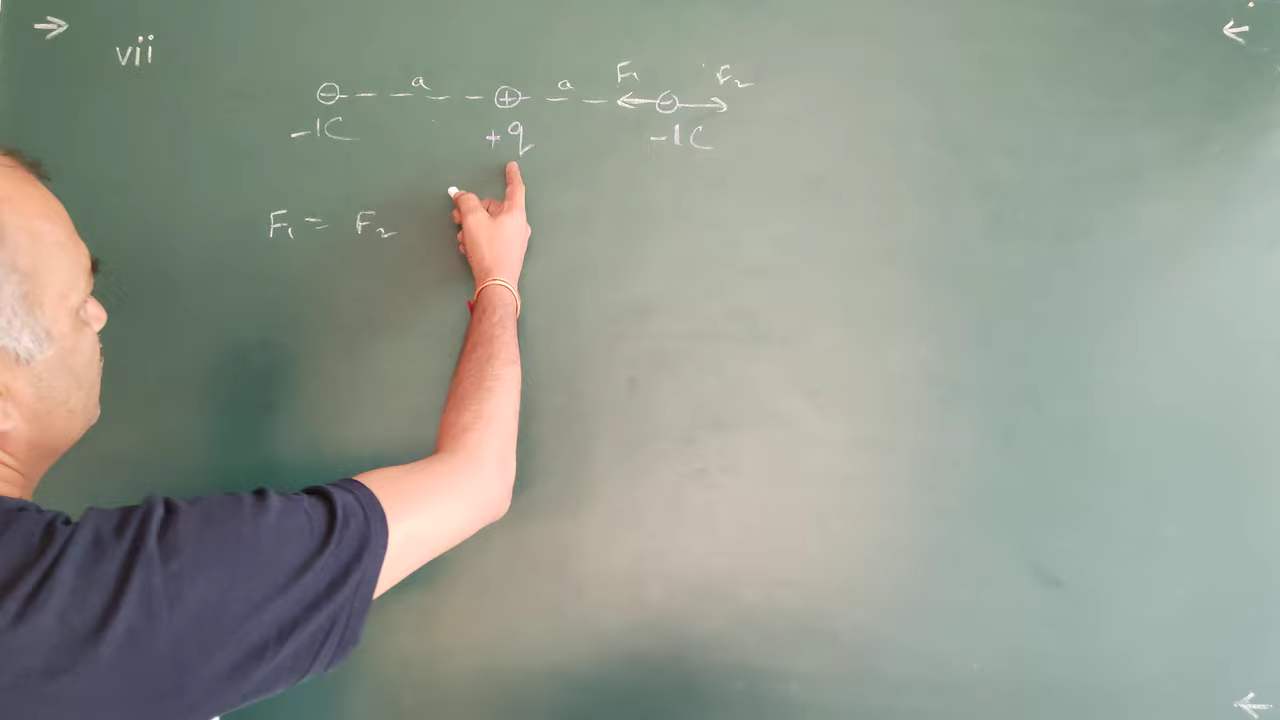 vii
⊖ – – a – – ⊕ – a – – F₁ ← ⊖ → F₂
-1C +q -1C
F₁ = F₂